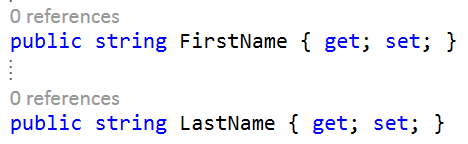 0 references
public string FirstName { get; set; }
0 references
public string LastName { get; set; }